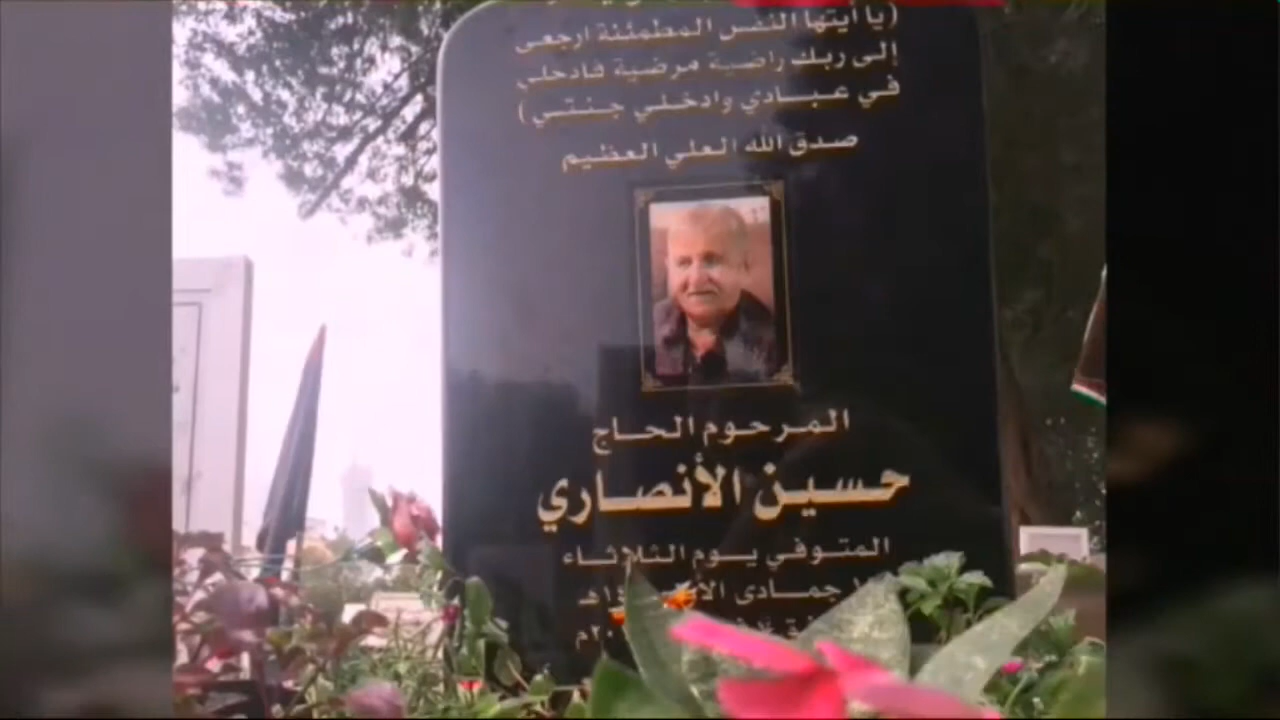 (يا أيتها النفس المطمئنة ارجعي
إلى ربك راضية مرضية فادخلي
في عبادي وادخلي جنتي)
صدق الله العلي العظيم
المرحوم الحاج
حسين الأنصاري
المتوفي يوم الثلاثاء
جمادى